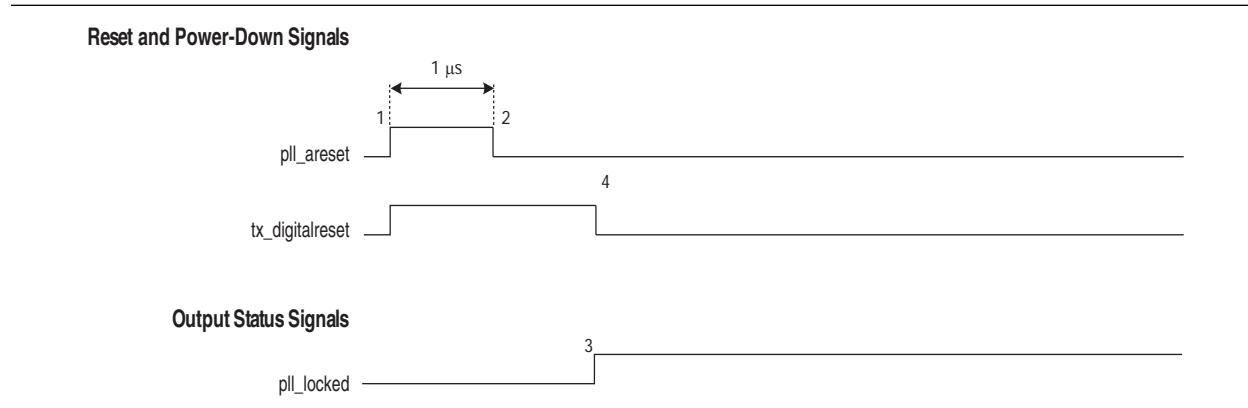 Reset and Power-Down Signals
1 μs
1
2
pll_areset
4
tx_digitalreset
Output Status Signals
3
pll_locked